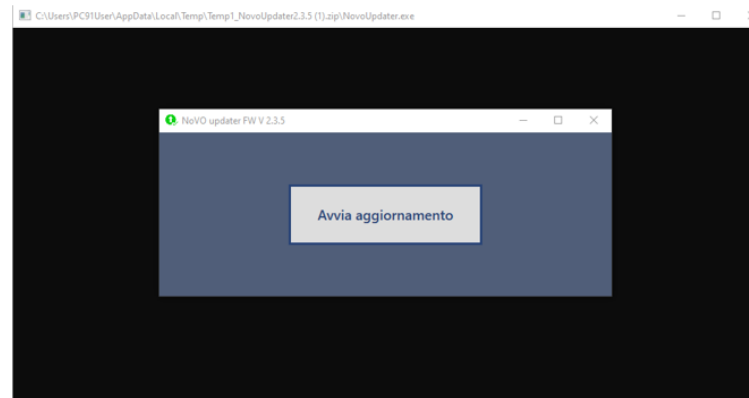 C:\Users\PC91User\AppData\Local\Temp\Temp1_NovoUpdater2.3.5 (1).zip\NovoUpdater.exe
NoVO updater FW V 2.3.5
Avvia aggiornamento